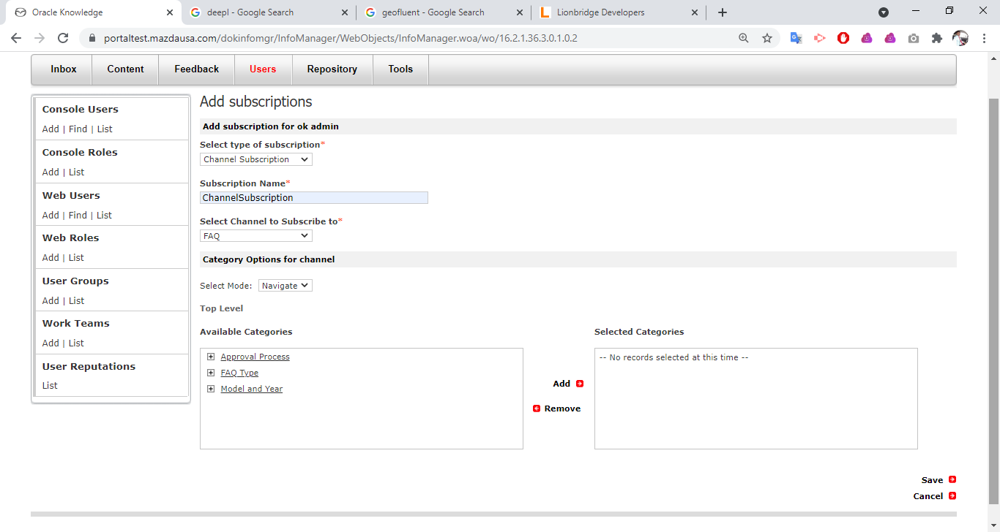 Oracle Knowledge
deepl - Google Search
geofluent - Google Search
Lionbridge Developers
portaltest.mazdausa.com/dokinfomgr/InfoManager/WebObjects/InfoManager.woa/wo/16.2.1.36.3.0.1.0.2
Inbox Content Feedback Users Repository Tools
Console Users
Add | Find | List
Console Roles
Add | List
Web Users
Add | Find | List
Web Roles
Add | List
User Groups
Add | List
Work Teams
Add | List
User Reputations
List
Add subscriptions
Add subscription for ok admin
Select type of subscription*
Channel Subscription
Subscription Name*
ChannelSubscription
Select Channel to Subscribe to*
FAQ
Category Options for channel
Select Mode: Navigate
Top Level
Available Categories
Approval Process
FAQ Type
Model and Year
Add
Remove
Selected Categories
-- No records selected at this time --
Save
Cancel